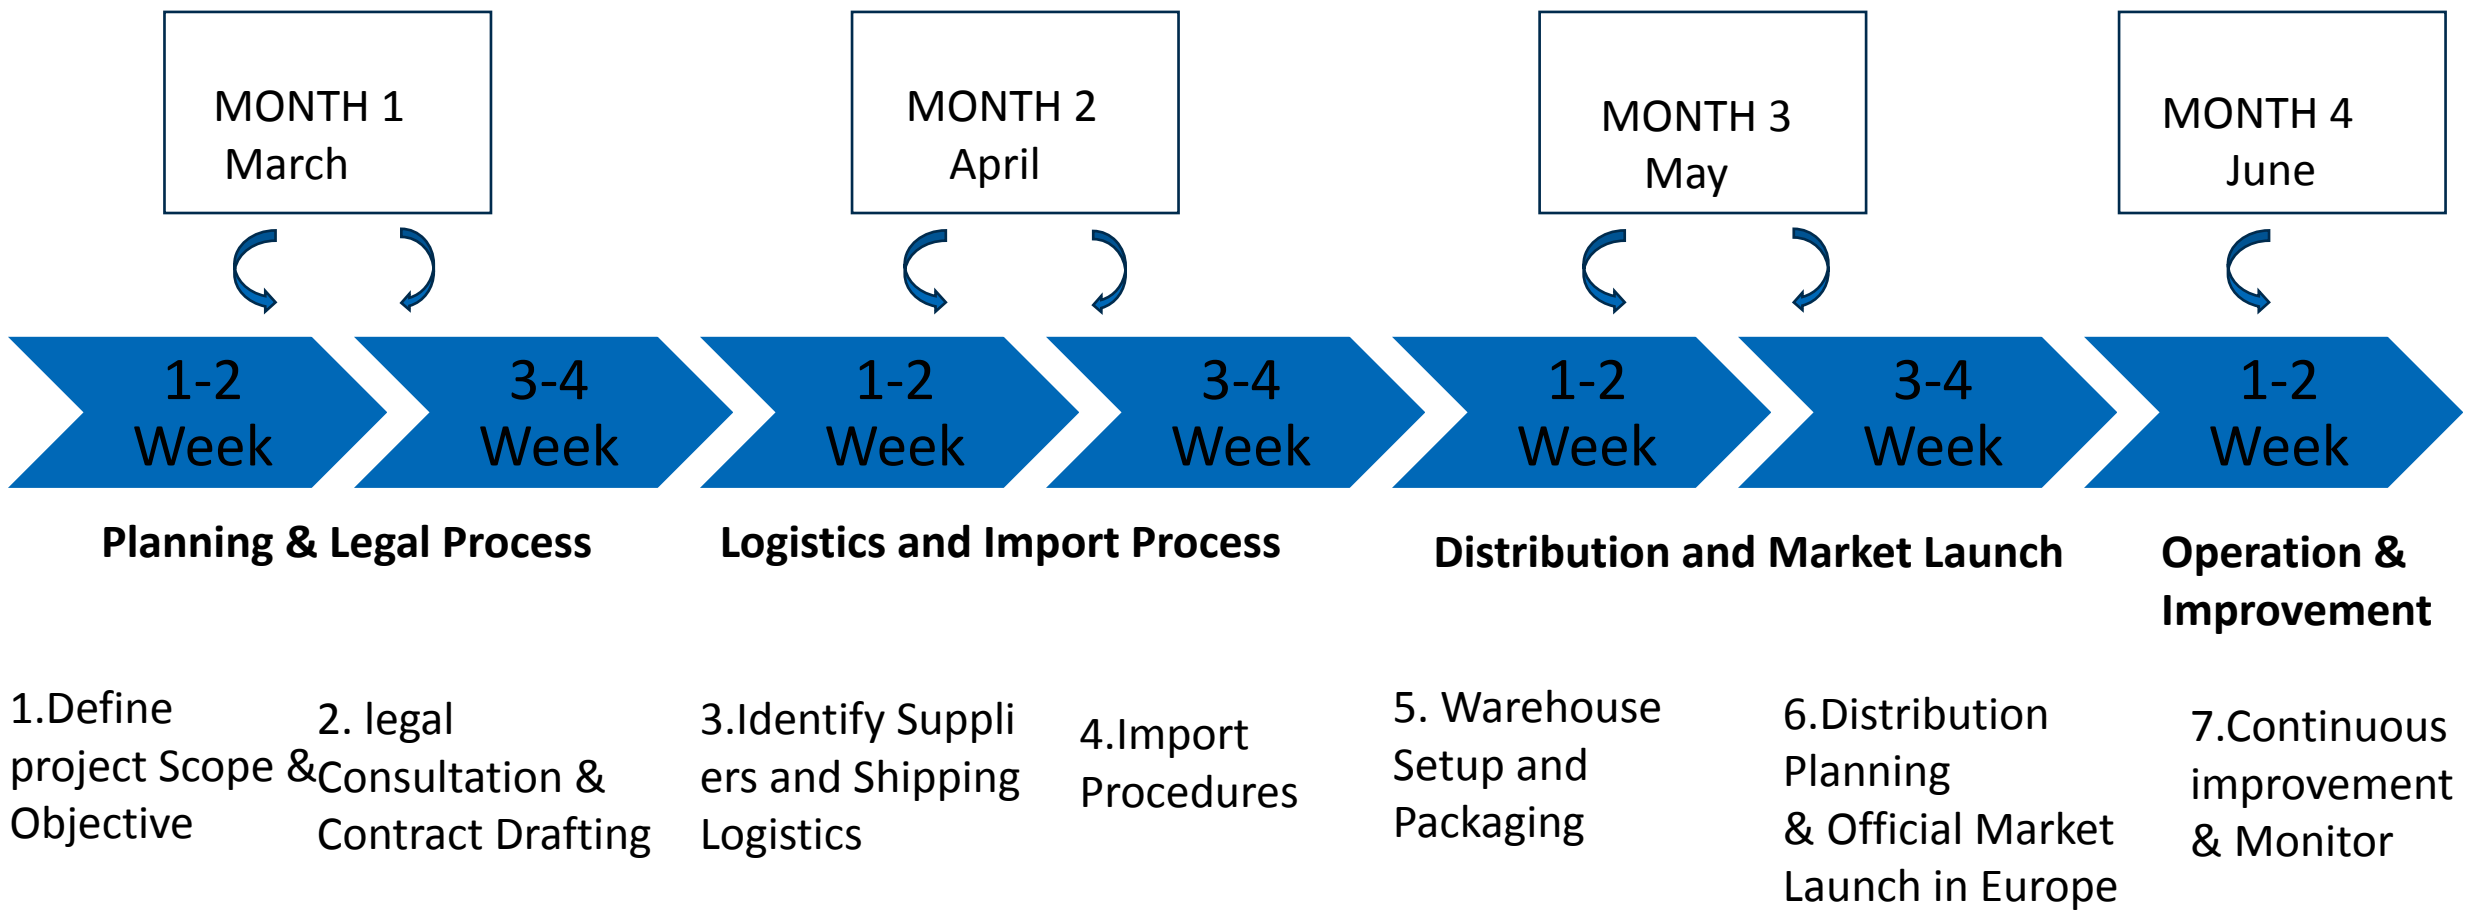 MONTH 1
March
MONTH 2
April
MONTH 3
May
MONTH 4
June
1-2
Week
3-4
Week
1-2
Week
3-4
Week
1-2
Week
3-4
Week
1-2
Week
Planning & Legal Process
Logistics and Import Process
Distribution and Market Launch
Operation &
Improvement
1.Define
project Scope &
Objective
2. legal
Consultation &
Contract Drafting
3.Identify Suppli
ers and Shipping
Logistics
4.Import
Procedures
5. Warehouse
Setup and
Packaging
6.Distribution
Planning
& Official Market
Launch in Europe
7.Continuous
improvement
& Monitor